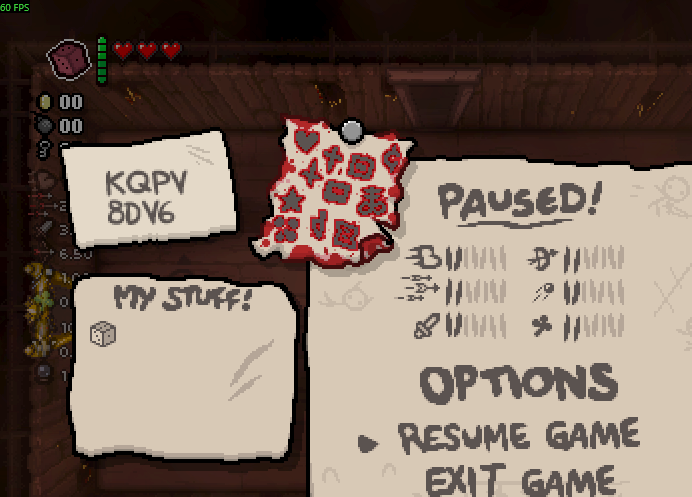 60 FPS
00
00
KQPV
8DV6
PAUSED!
MY STUFF!
OPTIONS
RESUME GAME
EXIT GAME